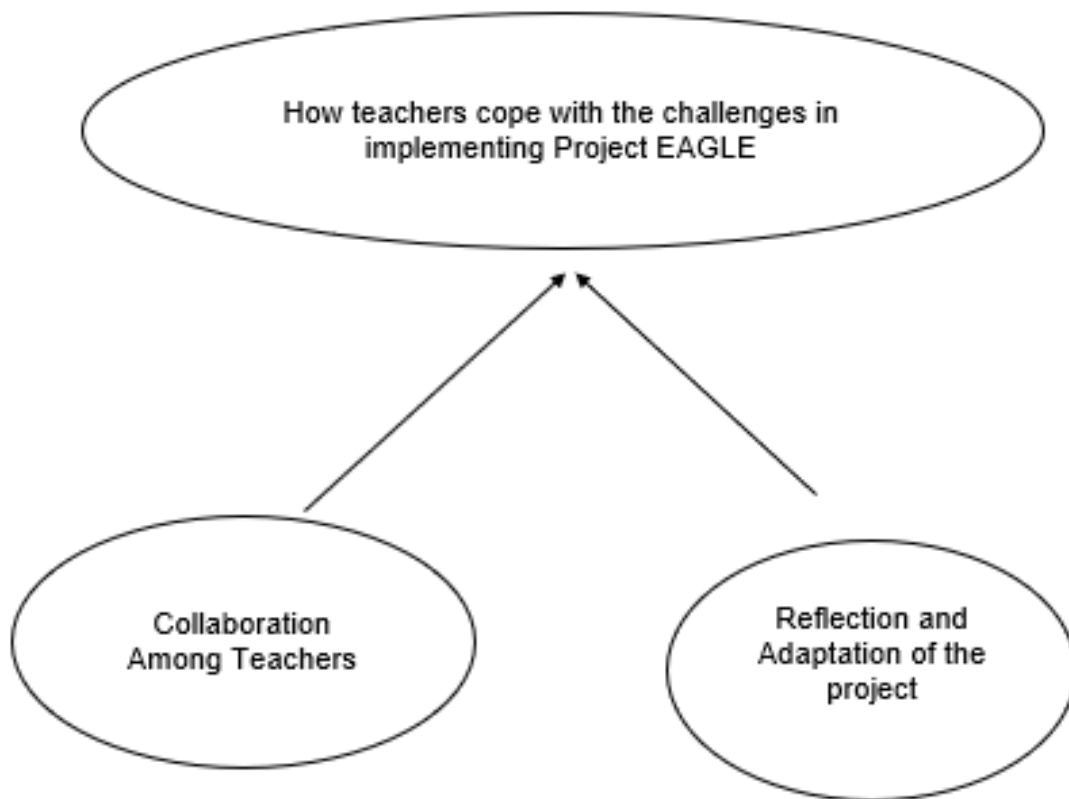 How teachers cope with the challenges in
implementing Project EAGLE
Collaboration
Among Teachers
Reflection and
Adaptation of the
project